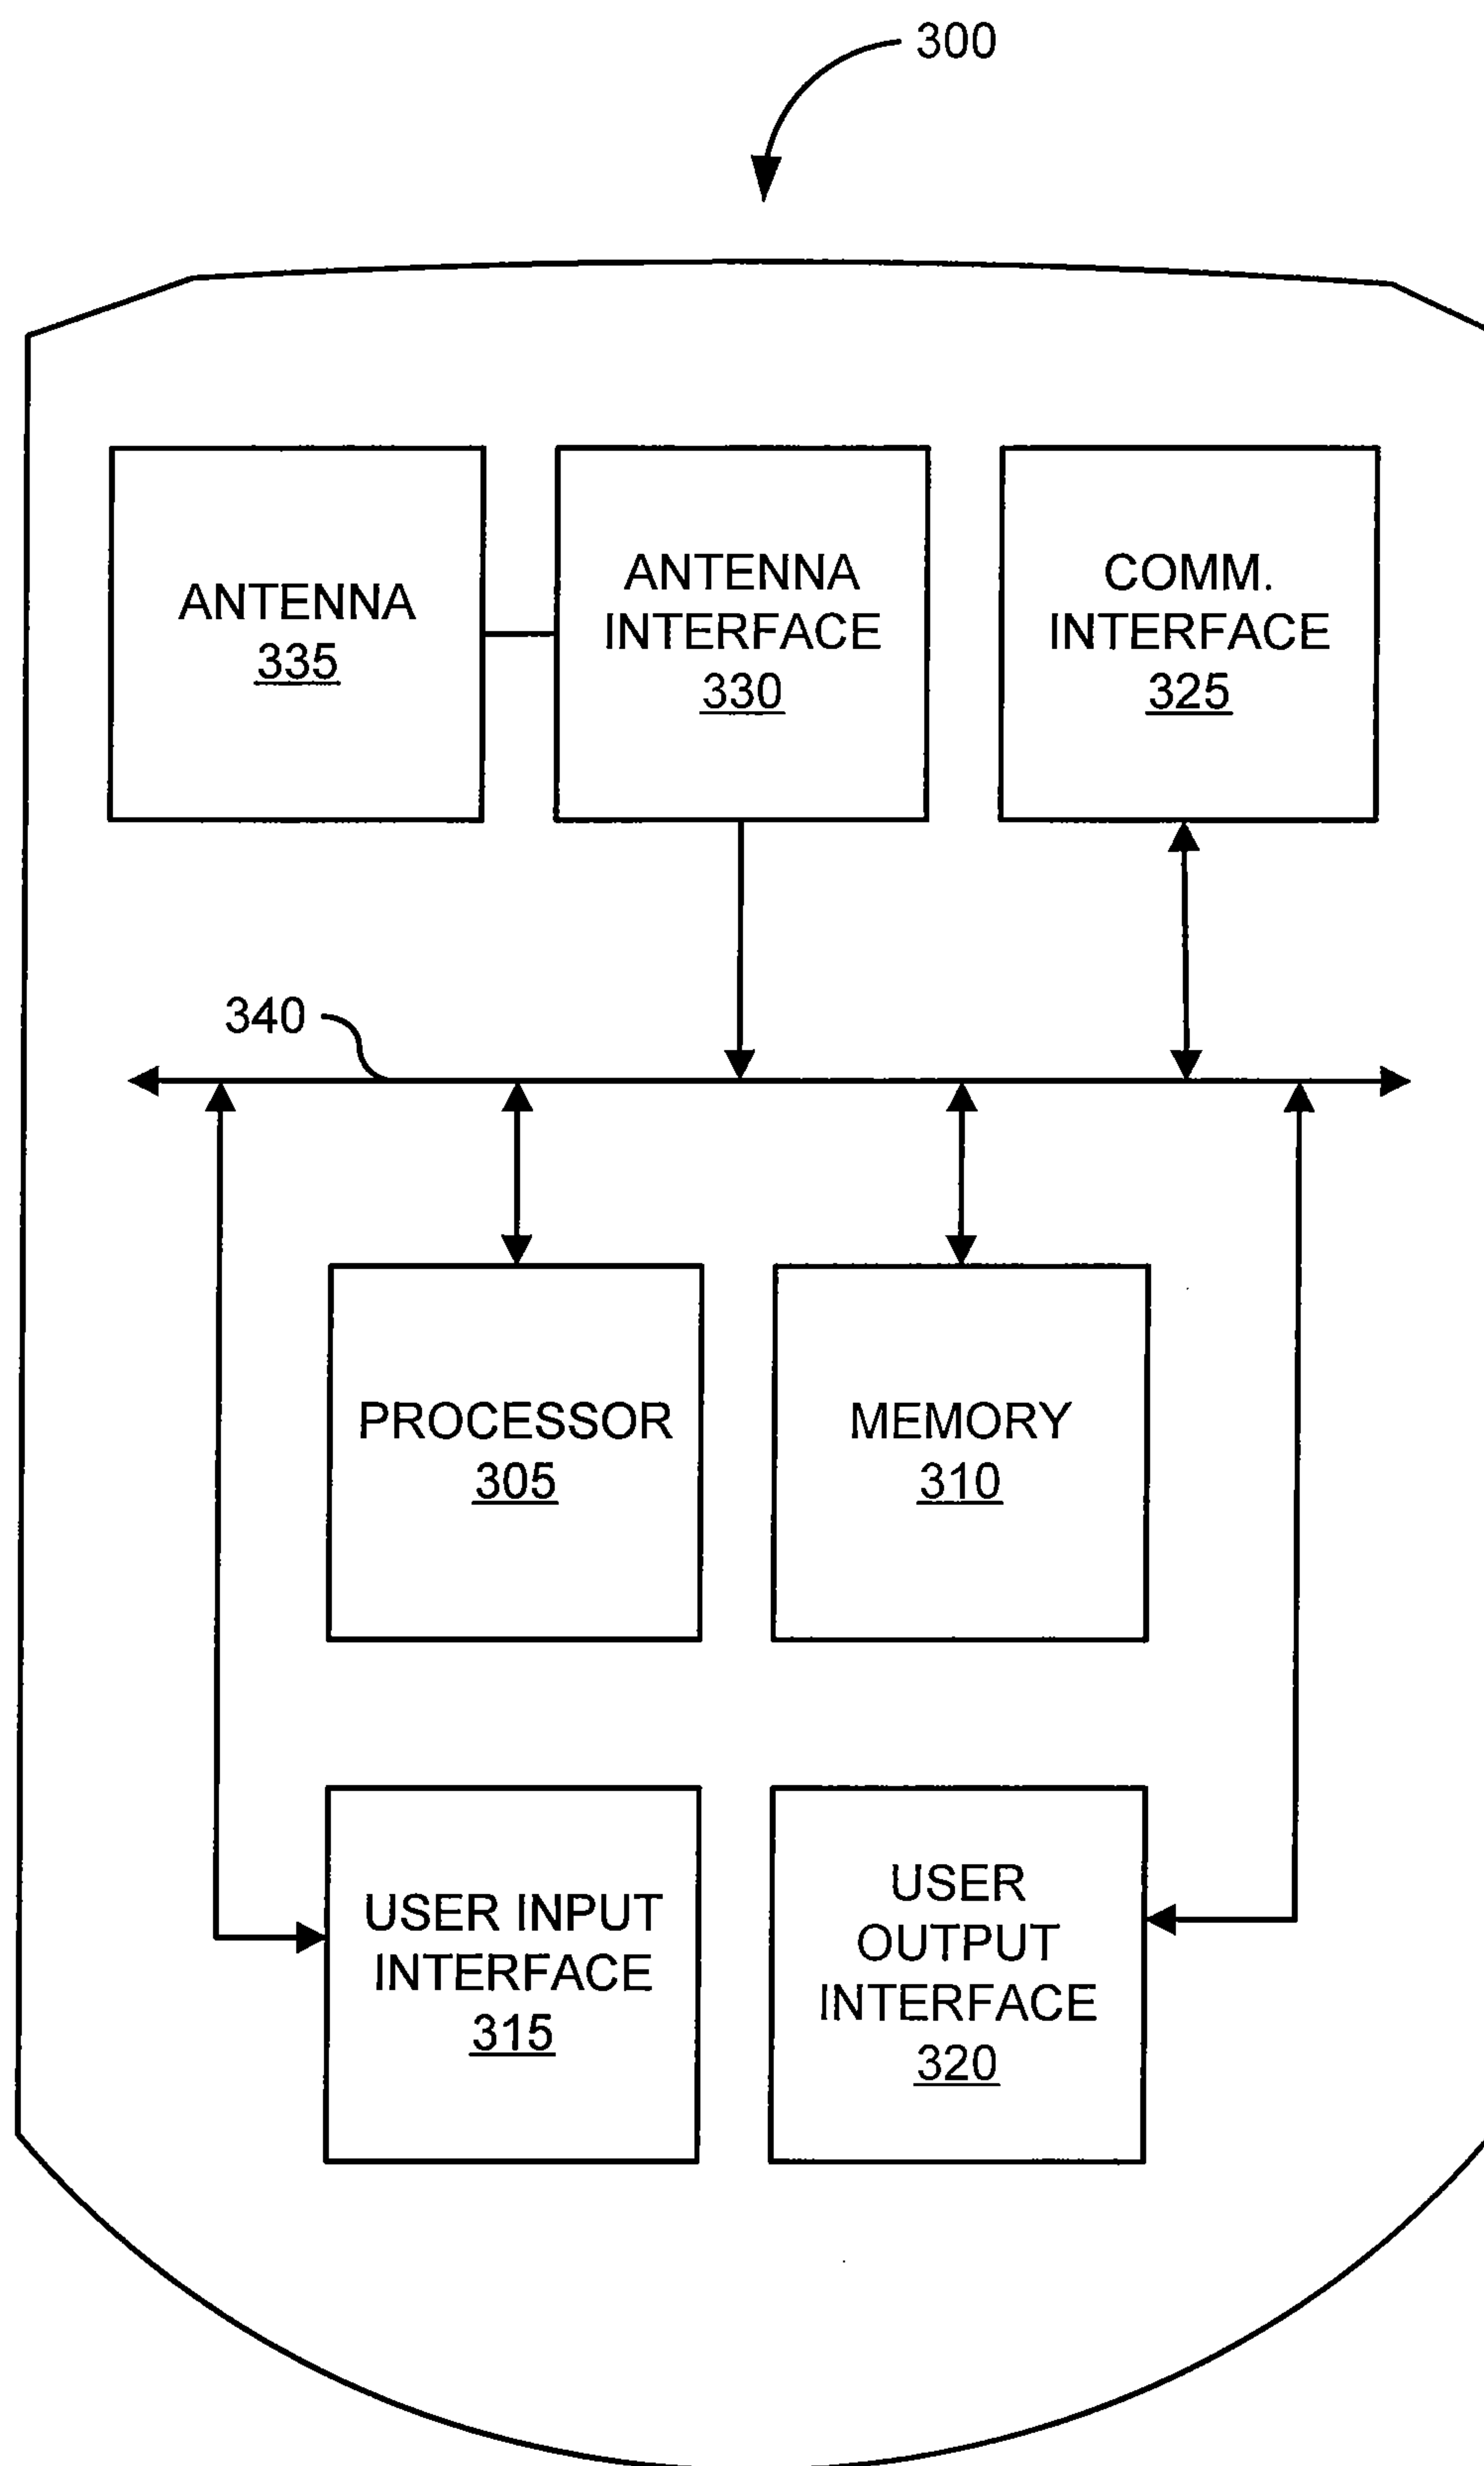 300
ANTENNA
335
ANTENNA
INTERFACE
330
COMM.
INTERFACE
325
340
PROCESSOR
305
MEMORY
310
USER INPUT
INTERFACE
315
USER
OUTPUT
INTERFACE
320